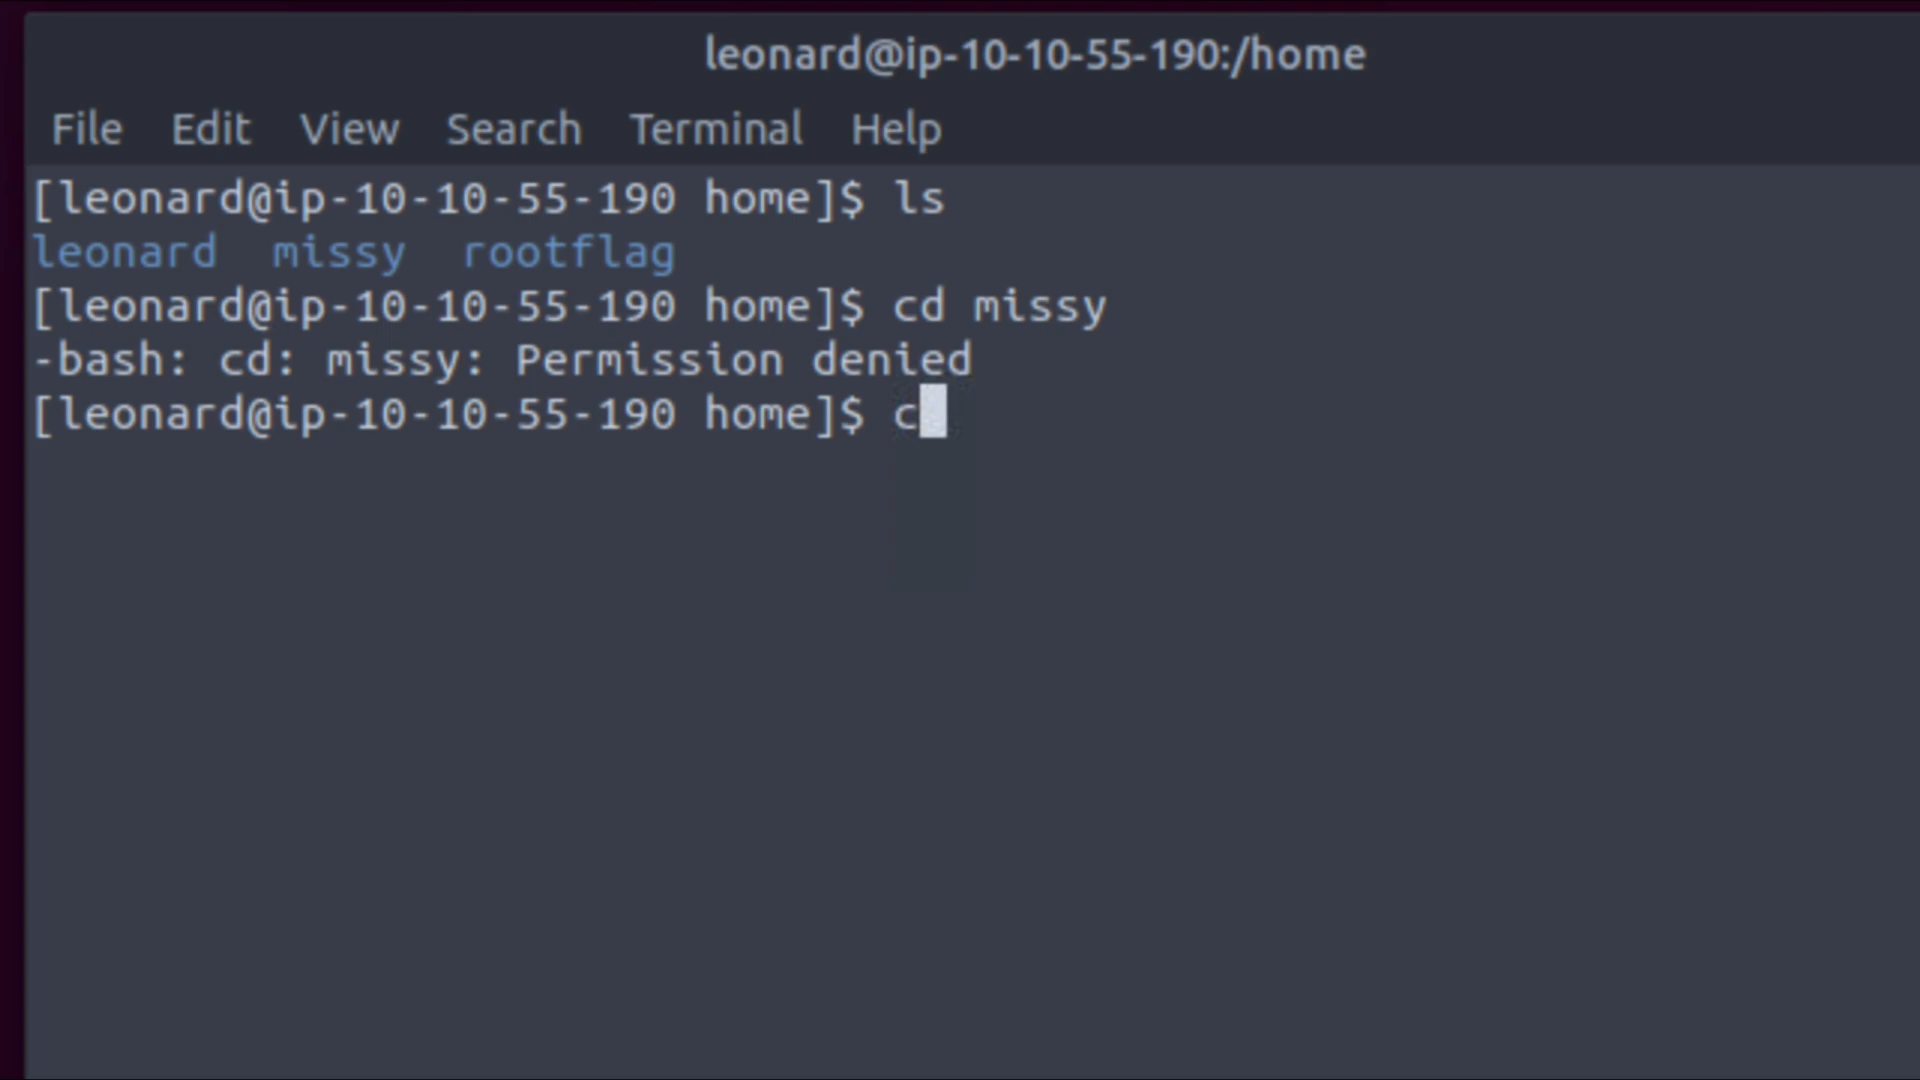 leonard@ip-10-10-55-190:/home
File Edit View Search Terminal Help
[leonard@ip-10-10-55-190 home]$ ls
leonard missy rootflag
[leonard@ip-10-10-55-190 home]$ cd missy
-bash: cd: missy: Permission denied
[leonard@ip-10-10-55-190 home]$ c